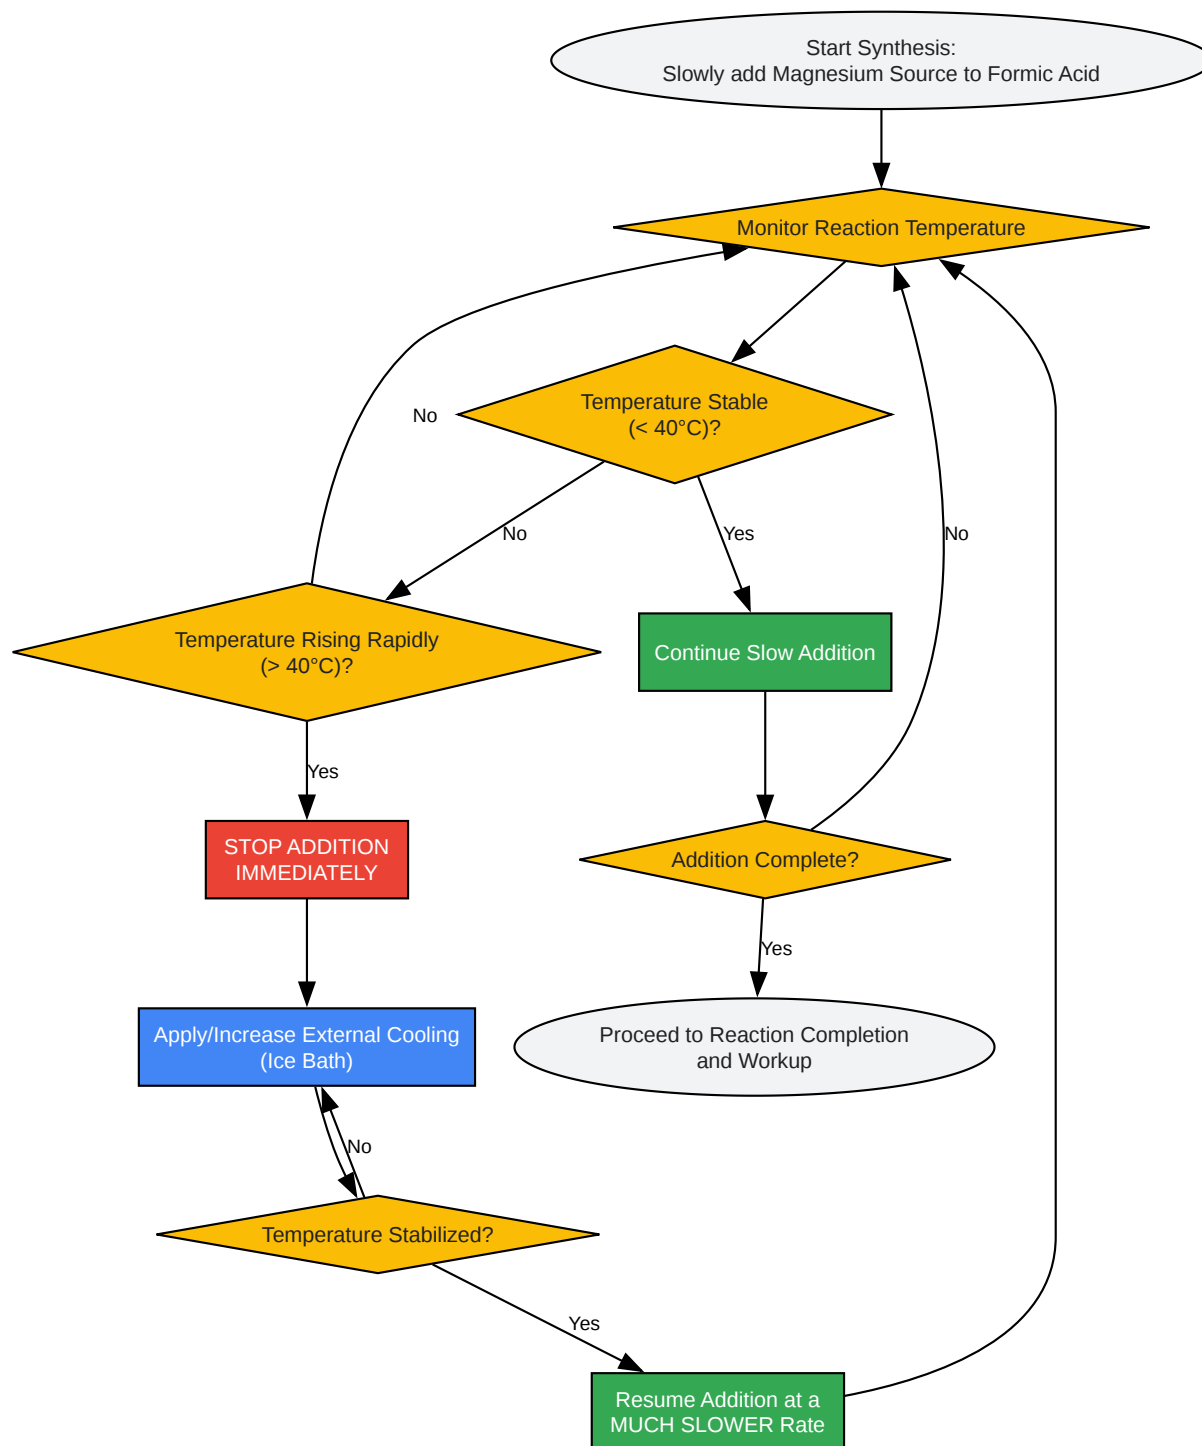 Start Synthesis:
Slowly add Magnesium Source to Formic Acid
Monitor Reaction Temperature
Temperature Stable
(< 40°C)?
No
No
Yes
No
Temperature Rising Rapidly
(> 40°C)?
Continue Slow Addition
Yes
STOP ADDITION
IMMEDIATELY
Addition Complete?
Yes
Apply/Increase External Cooling
(Ice Bath)
Proceed to Reaction Completion
and Workup
No
Temperature Stabilized?
Yes
Resume Addition at a
MUCH SLOWER Rate